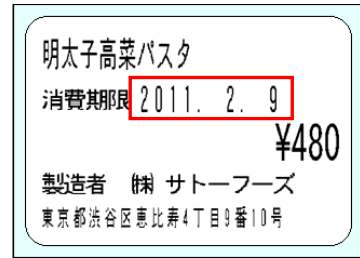 明太子高菜パスタ
消費期限 2011. 2. 9
¥480
製造者 ㈱ サトーフーズ
東京都渋谷区恵比寿4丁目9番10号